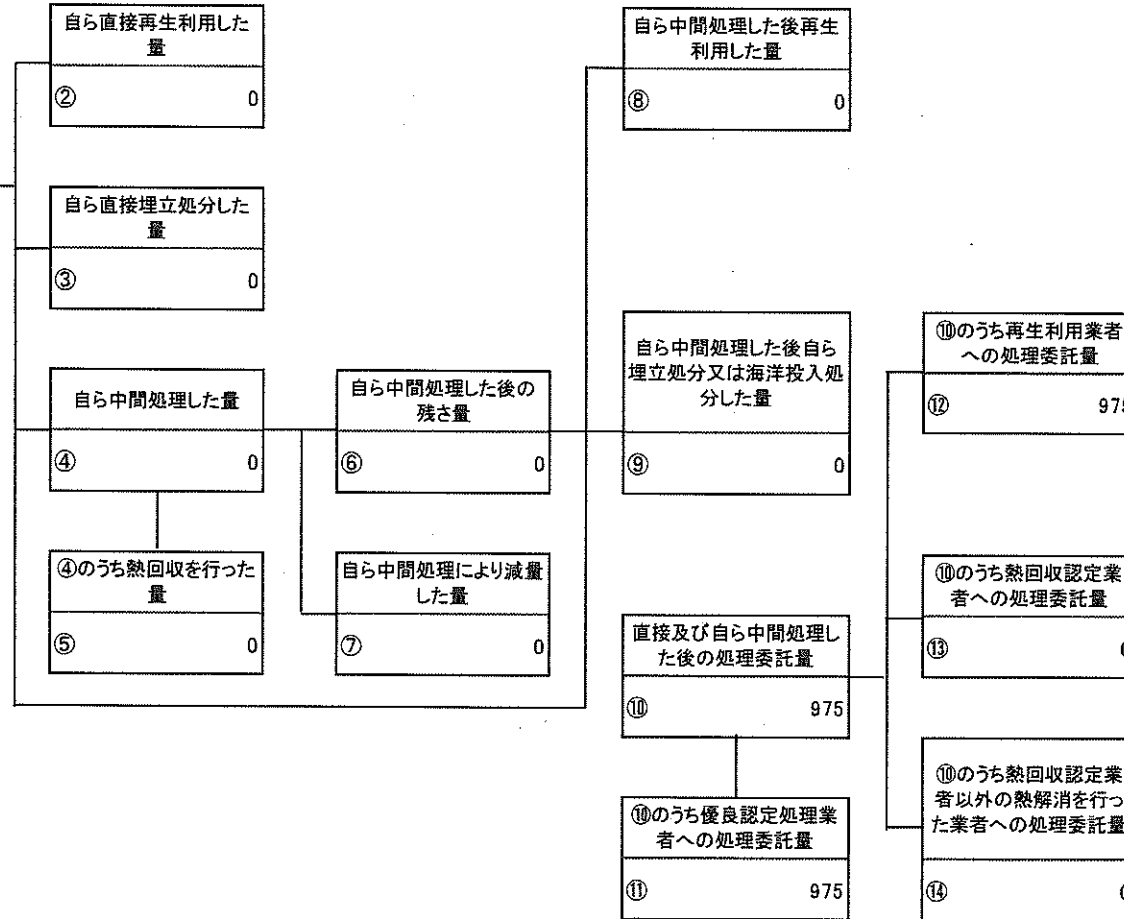 自ら直接再生利用した
量
② 0
自ら直接埋立処分した
量
③ 0
自ら中間処理した量
④ 0
④のうち熱回収を行った
量
⑤ 0
自ら中間処理した後の
残さ量
⑥ 0
自ら中間処理により減量
した量
⑦ 0
自ら中間処理した後再生
利用した量
⑧ 0
自ら中間処理した後自ら
埋立処分又は海洋投入処
分した量
⑨ 0
直接及び自ら中間処理し
た後の処理委託量
⑩ 975
⑩のうち優良認定処理業
者への処理委託量
⑪ 975
⑩のうち再生利用業者
への処理委託量
⑫ 975
⑩のうち熱回収認定業
者への処理委託量
⑬
⑩のうち熱回収認定業
者以外の熱解消を行っ
た業者への処理委託量
⑭